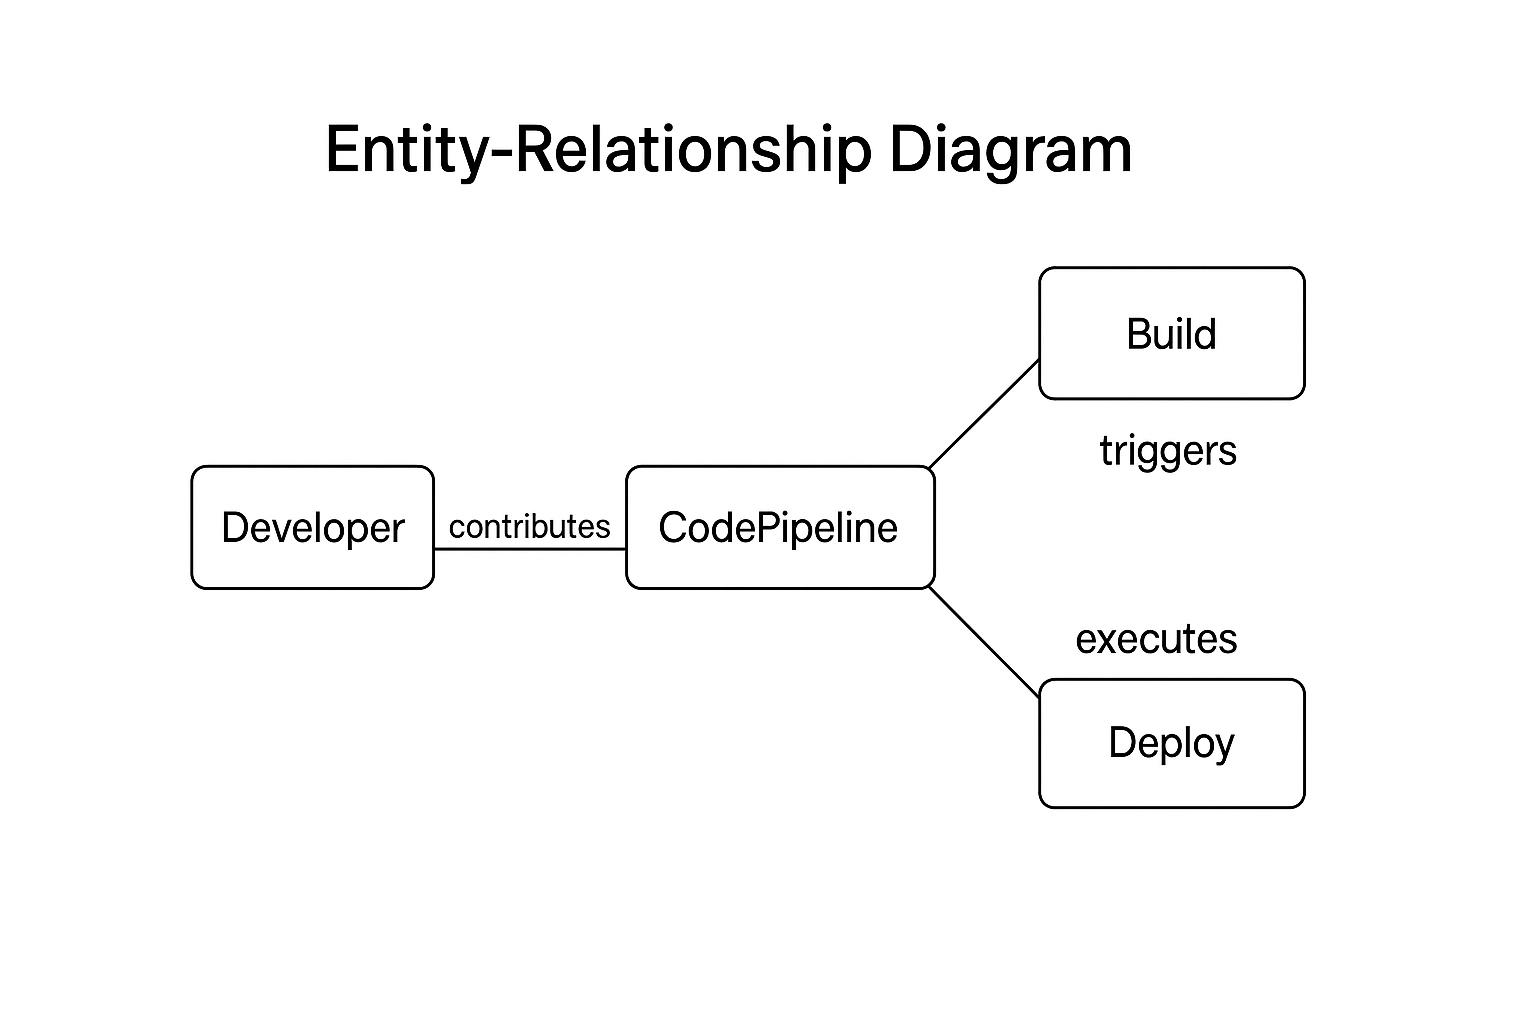 Entity-Relationship Diagram
Build
triggers
Developer
contributes
CodePipeline
executes
Deploy